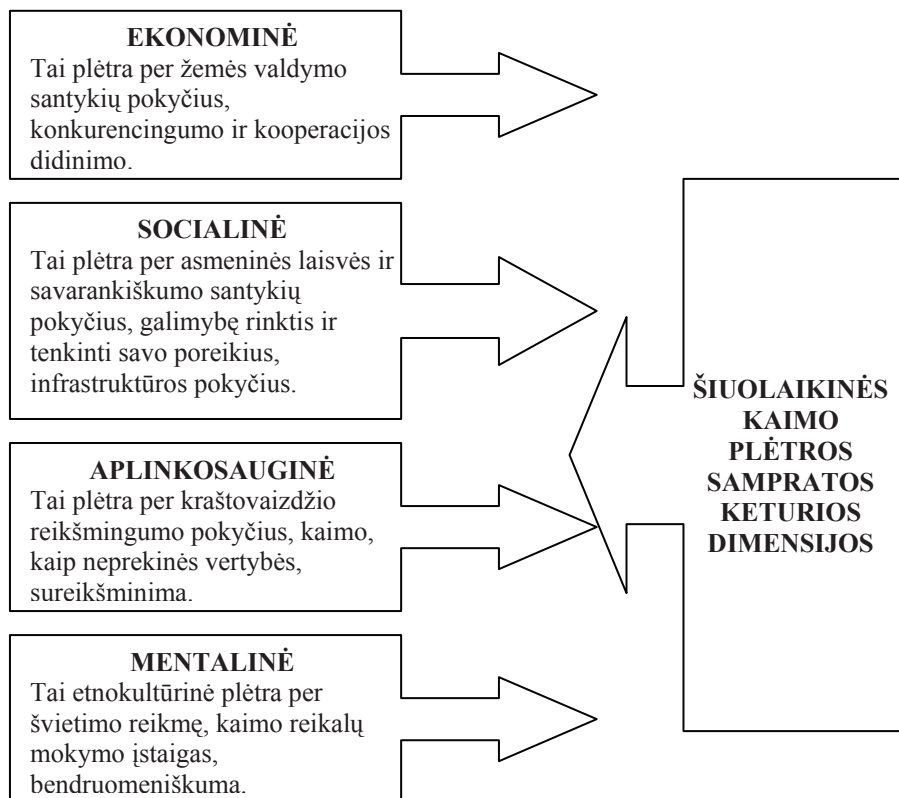 EKONOMINĖ
Tai plėtra per žemės valdymo
santykių pokyčius,
konkurencingumo ir kooperacijos
didinimo.
SOCIALINĖ
Tai plėtra per asmeninės laisvės ir
savarankiškumo santykių
pokyčius, galimybę rinktis ir
tenkinti savo poreikius,
infrastruktūros pokyčius.
APLINKOSAUGINĖ
Tai plėtra per kraštovaizdžio
reikšmingumo pokyčius, kaimo,
kaip neprekinės vertybės,
sureikšminima.
MENTALINĖ
Tai etnokultūrinė plėtra per
švietimo reikmę, kaimo reikalų
mokymo įstaigas,
bendruomeniškuma.
ŠIUOLAIKINĖS
KAIMO
PLĖTROS
SAMPRATOS
KETURIOS
DIMENSIJOS